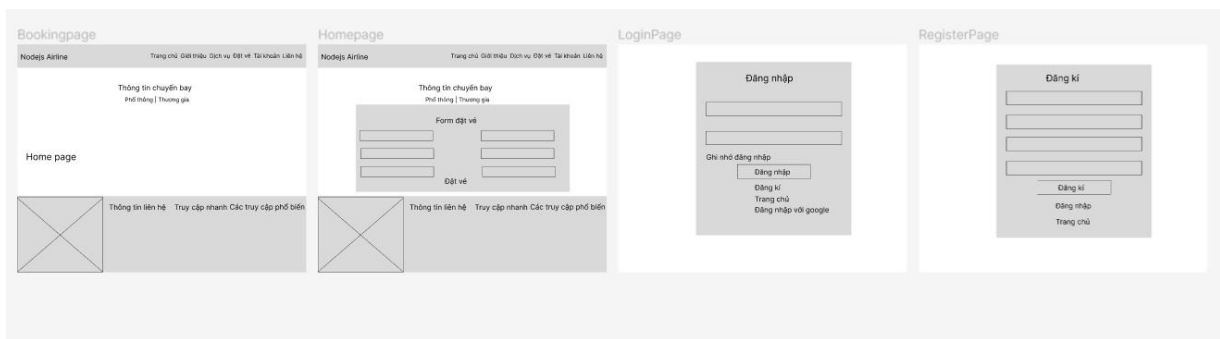 Bookingpage
Nodejs Airline
Trang chủ Giới thiệu Dịch vụ Đặt vé Tài khoản Liên hệ
Thông tin chuyến bay
Phổ thông | Thương gia
Home page
Thông tin liên hệ Truy cập nhanh Các truy cập phổ biến
Homepage
Nodejs Airline
Trang chủ Giới thiệu Dịch vụ Đặt vé Tài khoản Liên hệ
Thông tin chuyến bay
Phổ thông | Thương gia
Form đặt vé
Đặt vé
Thông tin liên hệ Truy cập nhanh Các truy cập phổ biến
LoginPage
Đăng nhập
Ghi nhớ đăng nhập
Đăng nhập
Đăng kí
Trang chủ
Đăng nhập với google
RegisterPage
Đăng kí
Đăng kí
Đăng nhập
Trang chủ